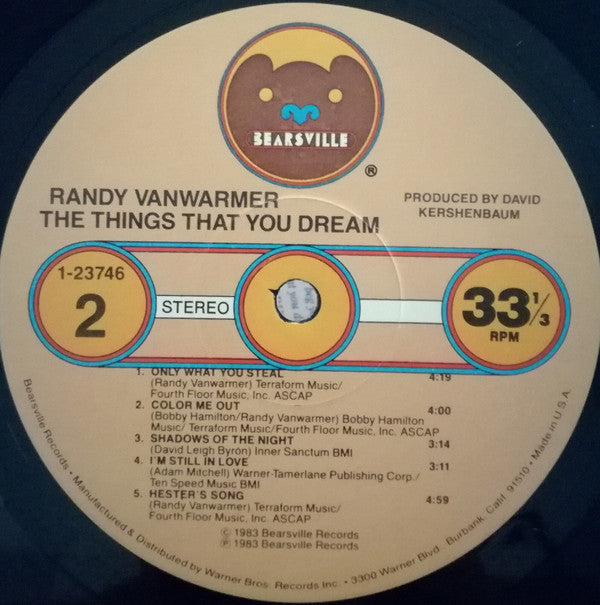 BEARSVILLE
®
RANDY VANWARMER
THE THINGS THAT YOU DREAM
PRODUCED BY DAVID
KERSHENBAUM
1-23746
2
STEREO
33 1/3
RPM
1. ONLY WHAT YOU STEAL 4:19
(Randy Vanwarmer) Terraform Music/
Fourth Floor Music, Inc. ASCAP
2. COLOR ME OUT 4:00
(Bobby Hamilton/Randy Vanwarmer) Bobby Hamilton
Music/ Terraform Music/Fourth Floor Music, Inc. ASCAP
3. SHADOWS OF THE NIGHT 3:14
(David Leigh Byron) Inner Sanctum BMI
4. I'M STILL IN LOVE 3:11
(Adam Mitchell) Warner-Tamerlane Publishing Corp./
Ten Speed Music BMI
5. HESTER'S SONG 4:59
(Randy Vanwarmer) Terraform Music/
Fourth Floor Music, Inc. ASCAP
© 1983 Bearsville Records
℗ 1983 Bearsville Records
Bearsville Records • Manufactured & Distributed by Warner Bros. Records Inc. • 3300 Warner Blvd., Burbank, Calif. 91510 • Made in U.S.A.